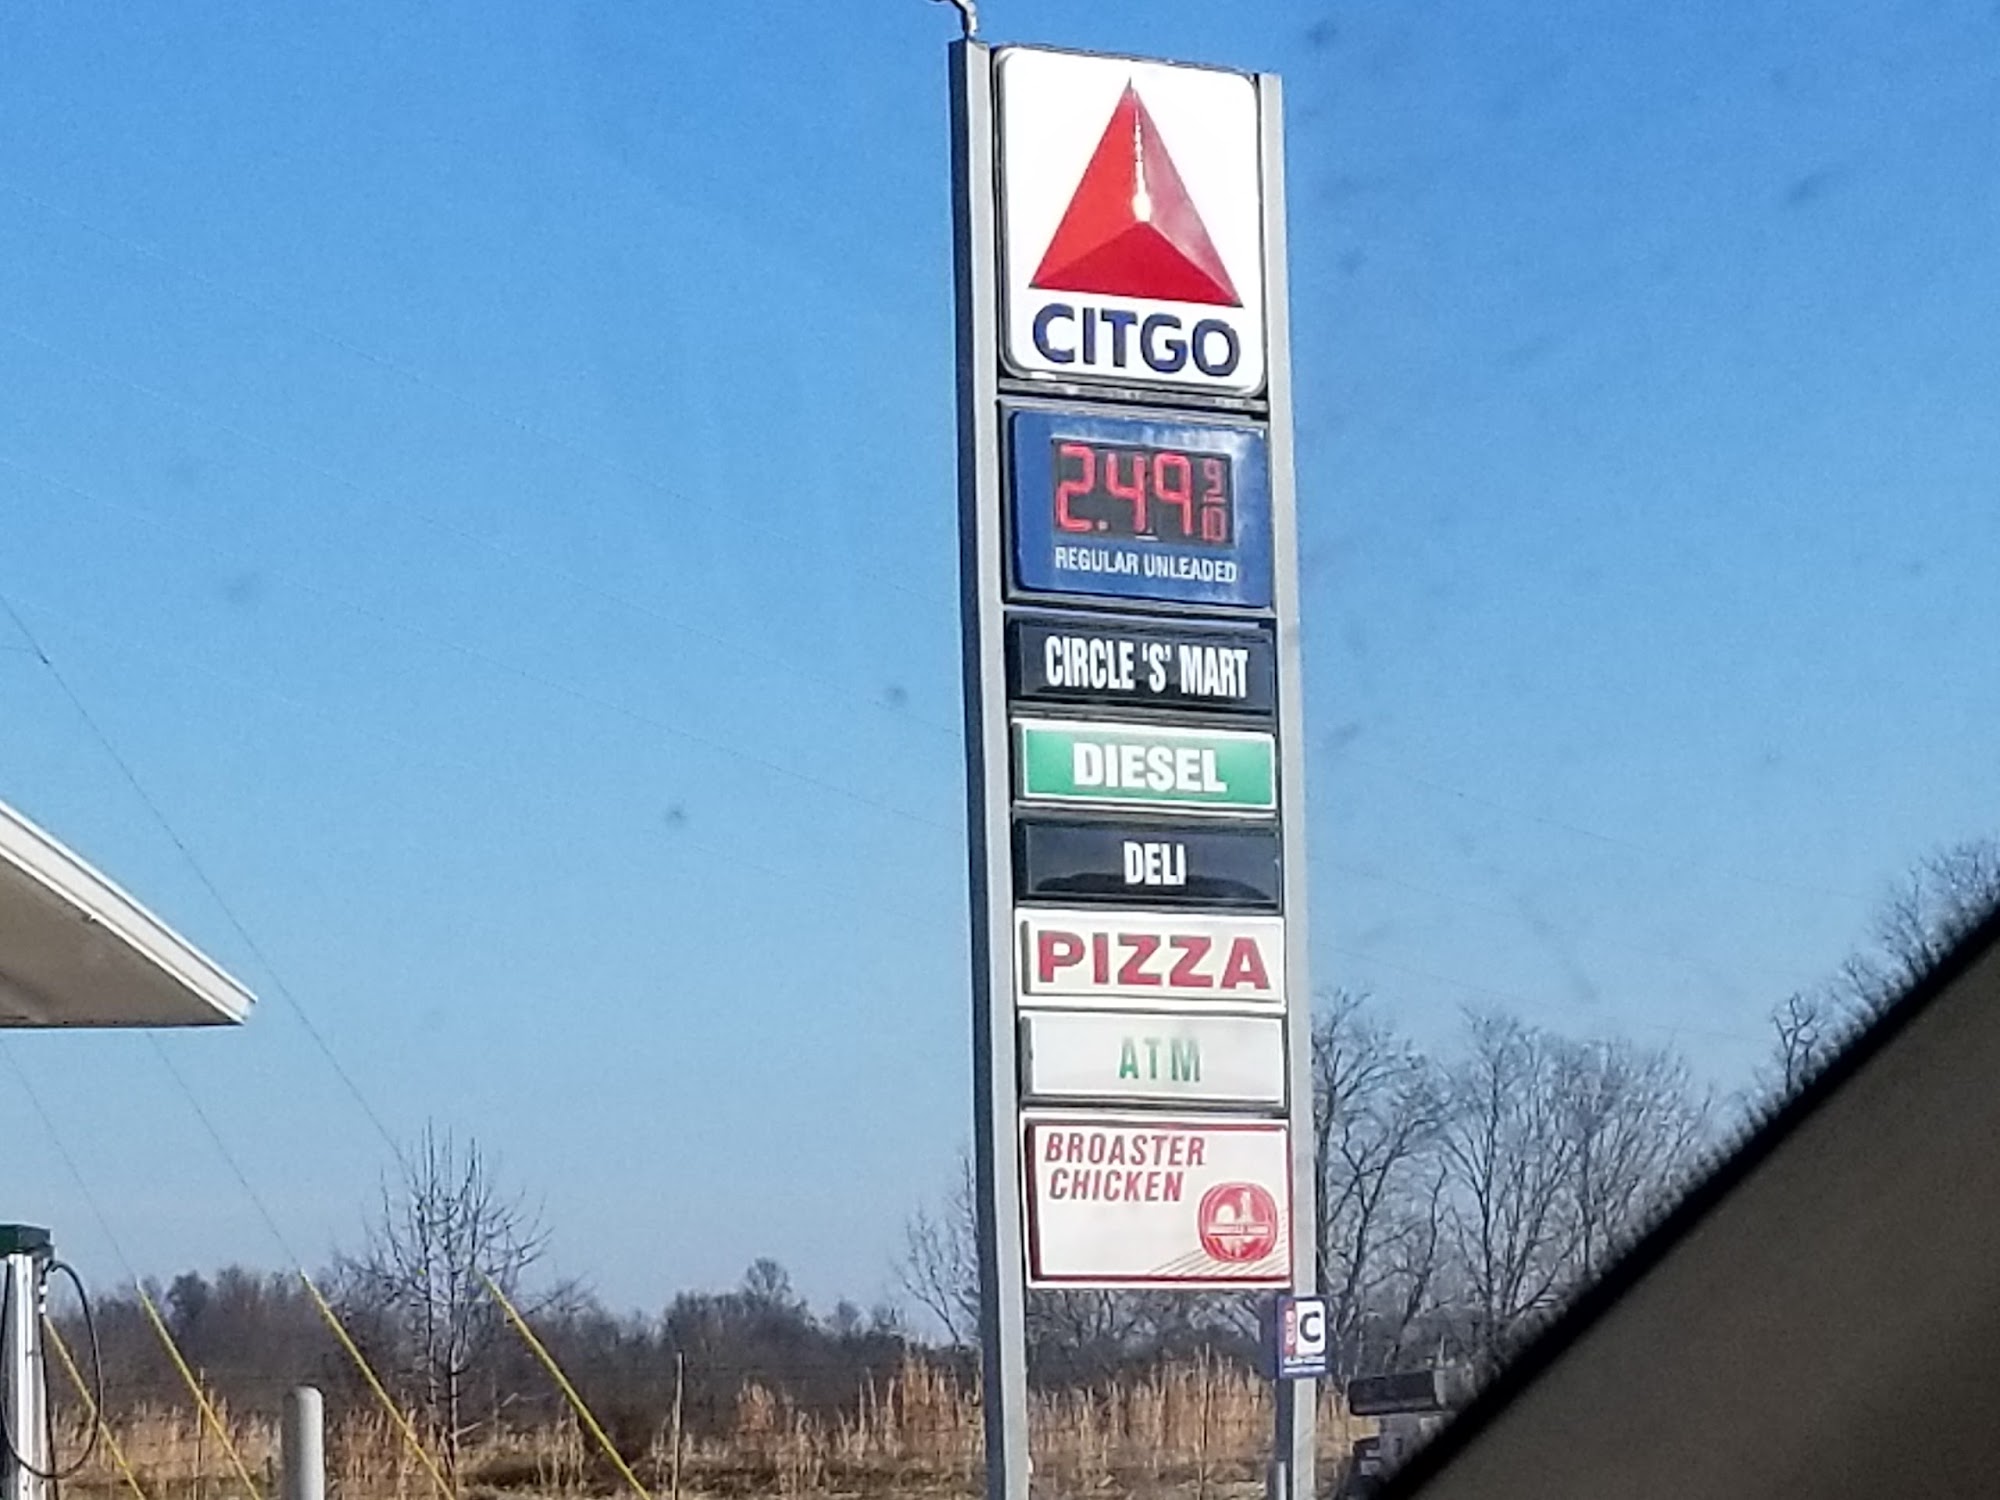 CITGO
2.49 9/10
REGULAR UNLEADED
CIRCLE 'S' MART
DIESEL
DELI
PIZZA
ATM
BROASTER
CHICKEN
C